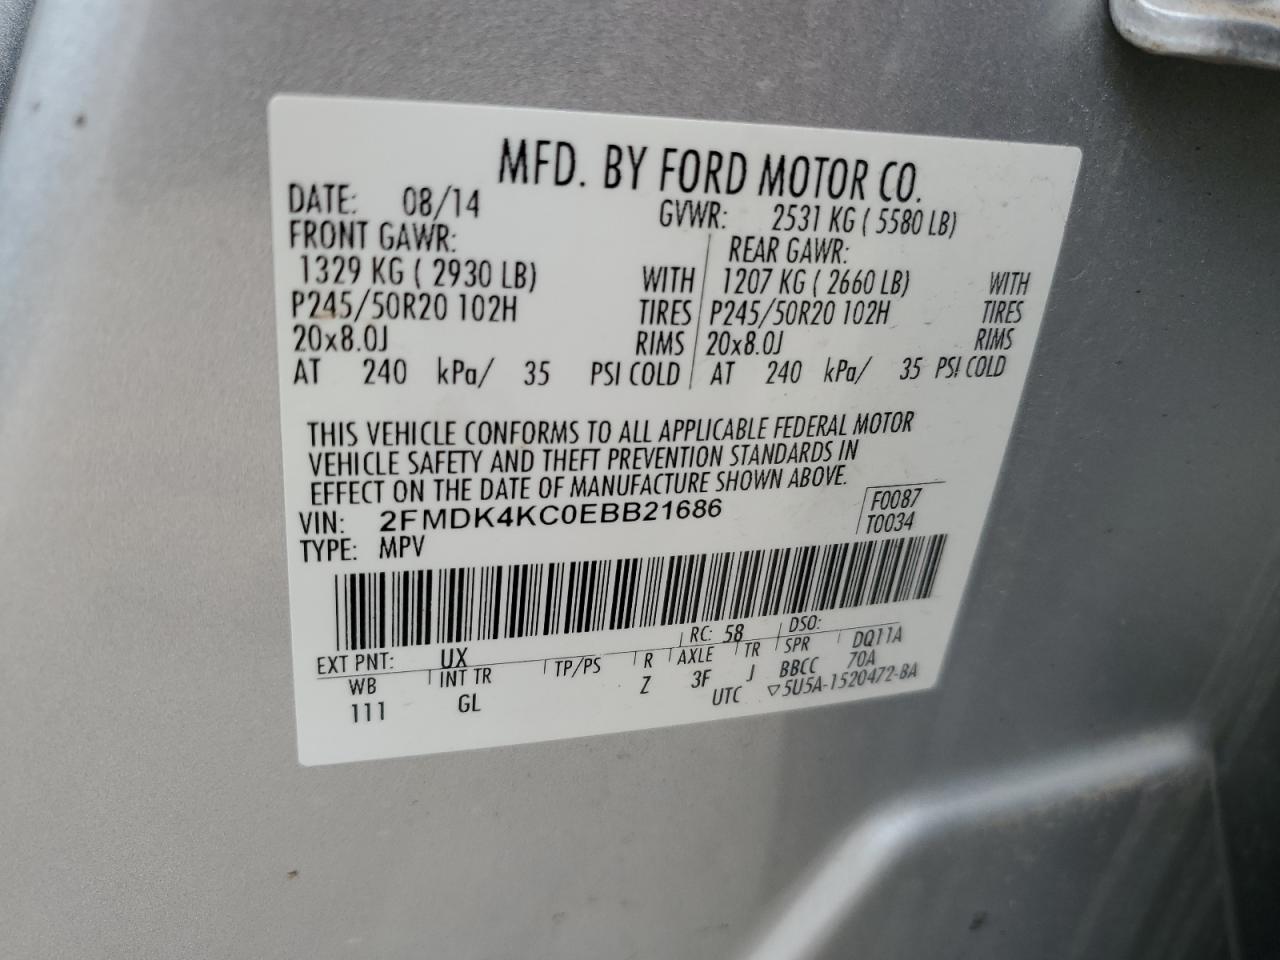 MFD. BY FORD MOTOR CO.
DATE: 08/14 GVWR: 2531 KG ( 5580 LB)
FRONT GAWR: REAR GAWR:
1329 KG ( 2930 LB) WITH 1207 KG ( 2660 LB) WITH
P245/50R20 102H TIRES P245/50R20 102H TIRES
20x8.0J RIMS 20x8.0J RIMS
AT 240 kPa/ 35 PSI COLD AT 240 kPa/ 35 PSI COLD
THIS VEHICLE CONFORMS TO ALL APPLICABLE FEDERAL MOTOR
VEHICLE SAFETY AND THEFT PREVENTION STANDARDS IN
EFFECT ON THE DATE OF MANUFACTURE SHOWN ABOVE.
VIN: 2FMDK4KC0EBB21686 F0087
TYPE: MPV T0034
EXT PNT: UX RC: 58 DSO:
WB INT TR TP/PS R AXLE TR SPR DQ11A
111 GL Z 3F J BBCC 70A
UTC ▽5U5A-1520472-BA